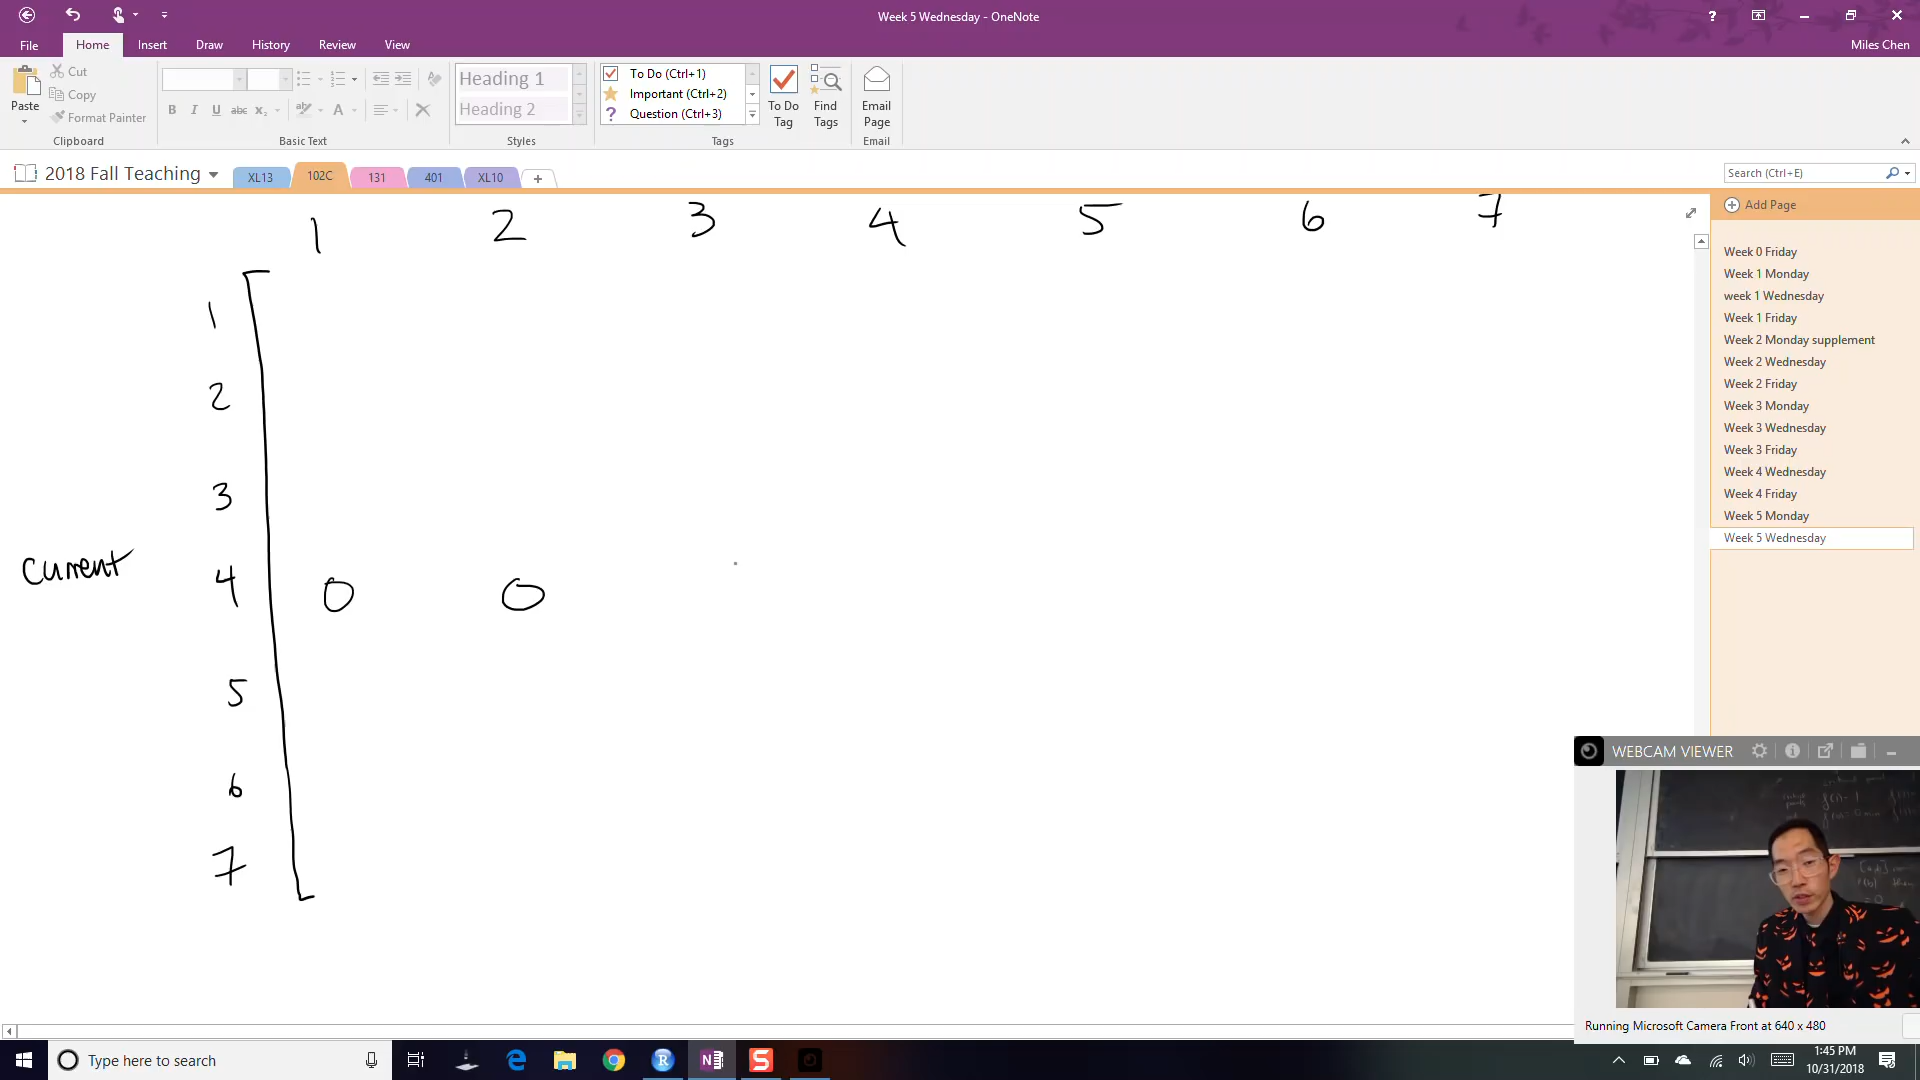 Week 5 Wednesday - OneNote
?
File Home Insert Draw History Review View
Miles Chen
Paste
Cut
Copy
Format Painter
Clipboard
B I U abc x₂ A
Basic Text
Heading 1
Heading 2
Styles
To Do (Ctrl+1)
Important (Ctrl+2)
? Question (Ctrl+3)
To Do Tag
Find Tags
Tags
Email Page
Email
2018 Fall Teaching
XL13 102C 131 401 XL10 +
Search (Ctrl+E)
Add Page
Week 0 Friday
Week 1 Monday
week 1 Wednesday
Week 1 Friday
Week 2 Monday supplement
Week 2 Wednesday
Week 2 Friday
Week 3 Monday
Week 3 Wednesday
Week 3 Friday
Week 4 Wednesday
Week 4 Friday
Week 5 Monday
Week 5 Wednesday
1 2 3 4 5 6 7
1
2
3
current 4 0 0
5
6
7
WEBCAM VIEWER
Running Microsoft Camera Front at 640 x 480
Type here to search
1:45 PM
10/31/2018